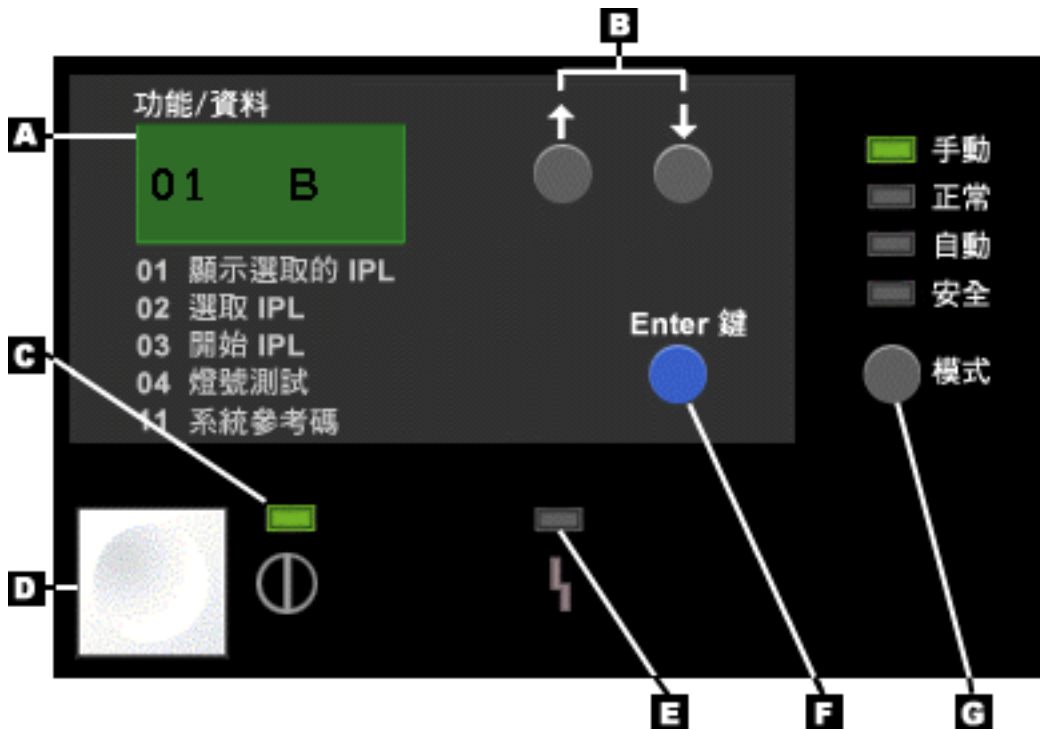 B
功能/資料
A
01 B
手動
正常
自動
安全
01 顯示選取的 IPL
02 選取 IPL
03 開始 IPL
04 燈號測試
11 系統參考碼
Enter 鍵
模式
C
D
E
F
G